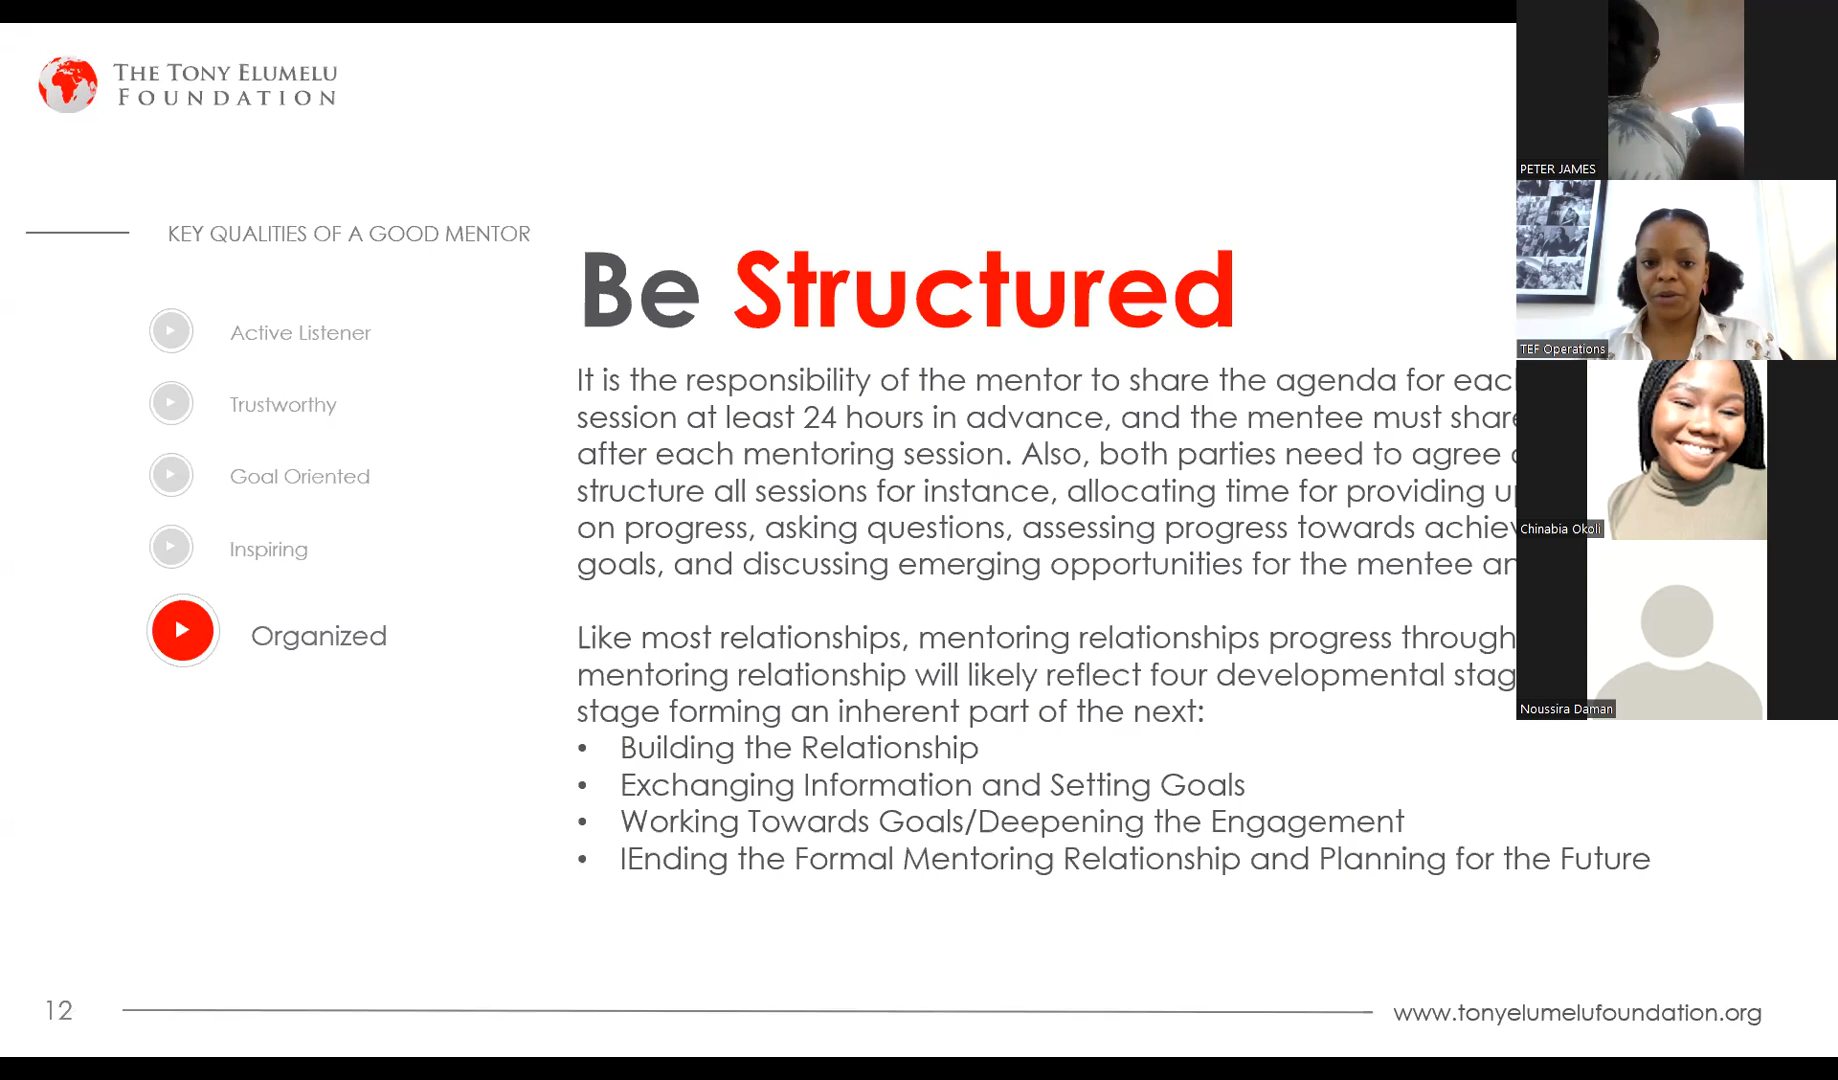 THE TONY ELUMELU
FOUNDATION
KEY QUALITIES OF A GOOD MENTOR
Active Listener
Trustworthy
Goal Oriented
Inspiring
Organized
Be Structured
It is the responsibility of the mentor to share the agenda for each
session at least 24 hours in advance, and the mentee must share
after each mentoring session. Also, both parties need to agree
structure all sessions for instance, allocating time for providing
on progress, asking questions, assessing progress towards
goals, and discussing emerging opportunities for the mentee
Like most relationships, mentoring relationships progress through
mentoring relationship will likely reflect four developmental
stage forming an inherent part of the next:
• Building the Relationship
• Exchanging Information and Setting Goals
• Working Towards Goals/Deepening the Engagement
• IEnding the Formal Mentoring Relationship and Planning for the Future
12
www.tonyelumelufoundation.org
PETER JAMES
TEF Operations
Chinabia Okoli
Noussira Daman